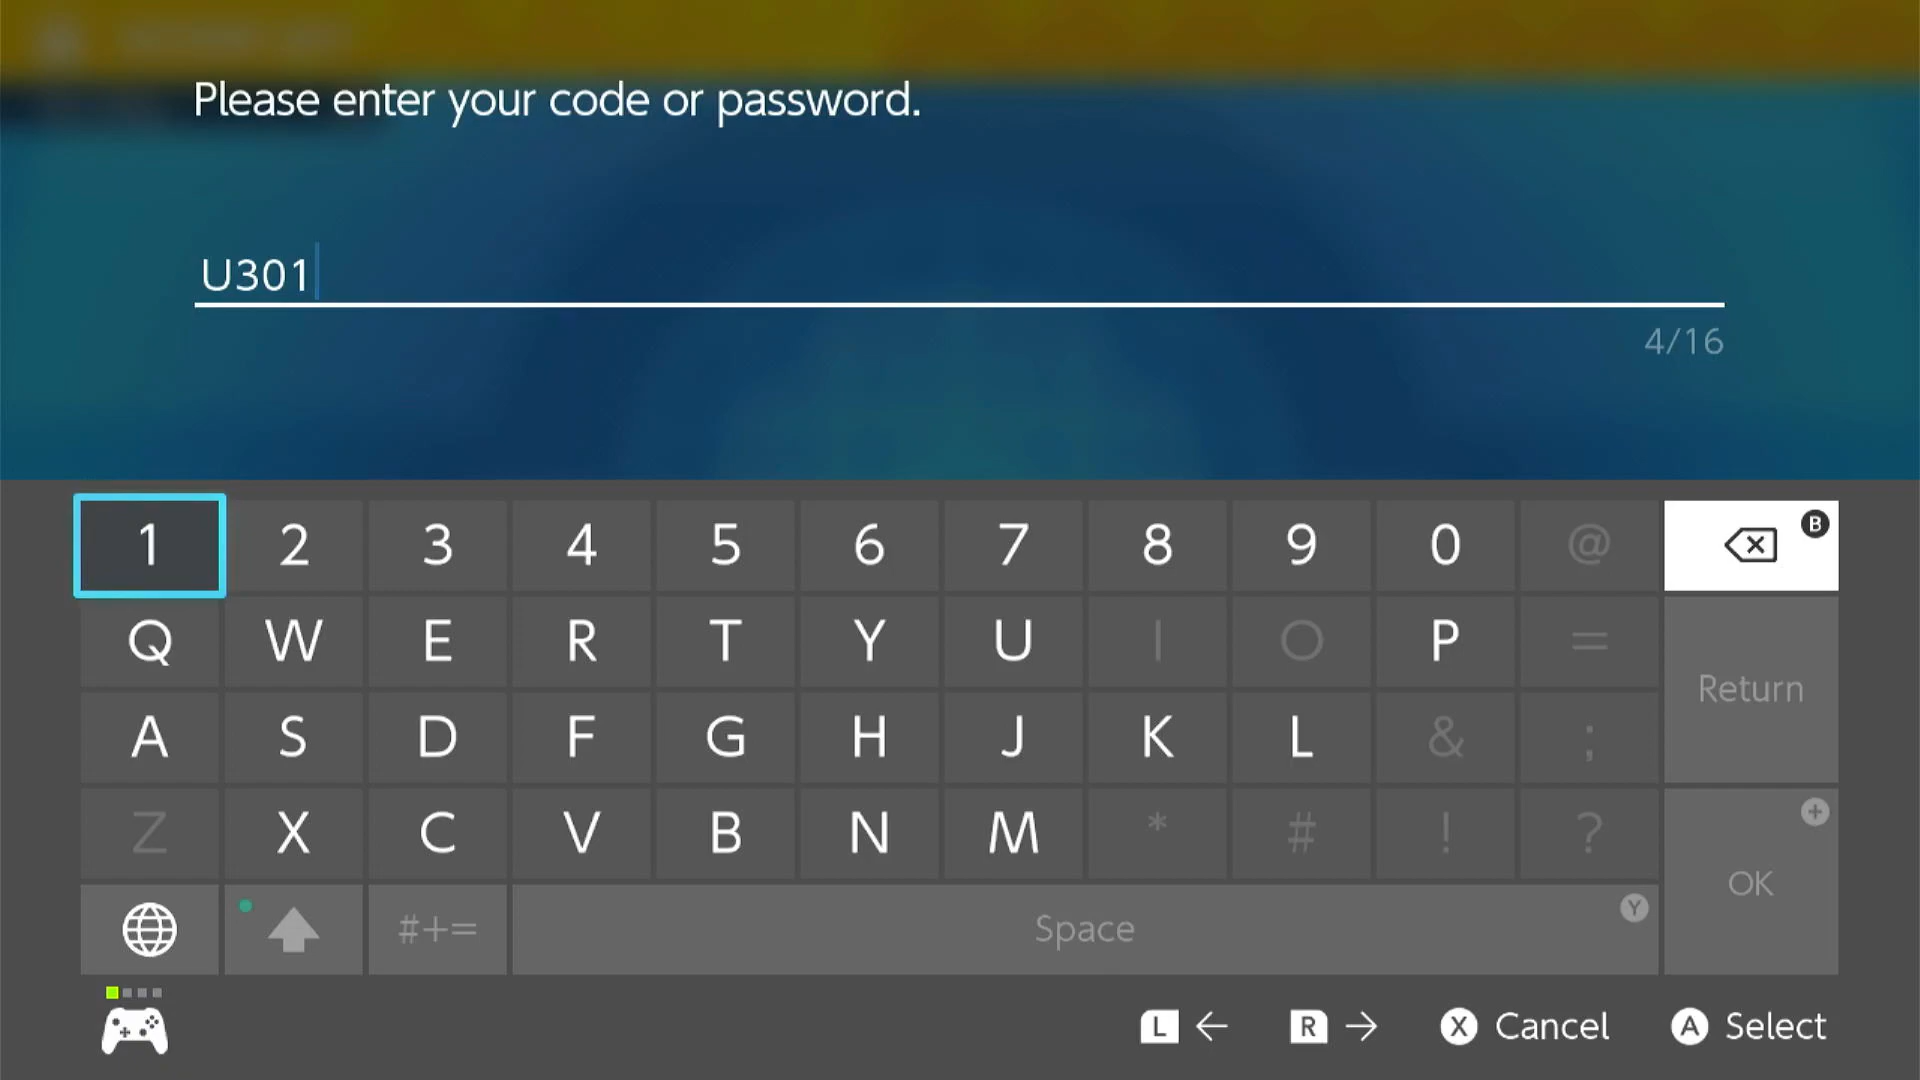 Please enter your code or password.
U301
4/16
1 2 3 4 5 6 7 8 9 0 @ B
Q W E R T Y U I O P = Return
A S D F G H J K L & ;
Z X C V B N M * # ! ? + OK
#+= Space Y
L ← R → X Cancel A Select